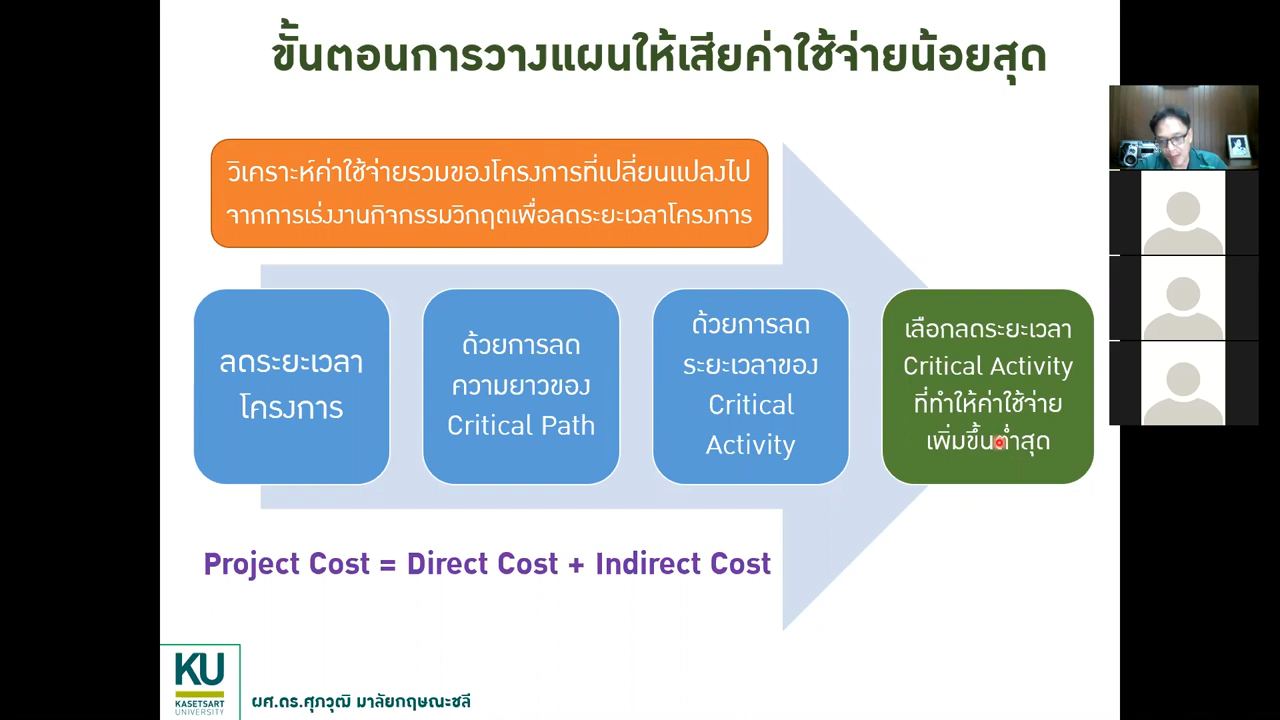 ขั้นตอนการวางแผนให้เสียค่าใช้จ่ายน้อยสุด
วิเคราะห์ค่าใช้จ่ายรวมของโครงการที่เปลี่ยนแปลงไป
จากการเร่งงานกิจกรรมวิกฤตเพื่อลดระยะเวลาโครงการ
ลดระยะเวลา
โครงการ
ด้วยการลด
ความยาวของ
Critical Path
ด้วยการลด
ระยะเวลาของ
Critical
Activity
เลือกลดระยะเวลา
Critical Activity
ที่ทำให้ค่าใช้จ่าย
เพิ่มขึ้นต่ำสุด
Project Cost = Direct Cost + Indirect Cost
KU
KASETSART
UNIVERSITY
ผศ.ดร.ศุภวุฒิ มาลัยกฤษณะชลี